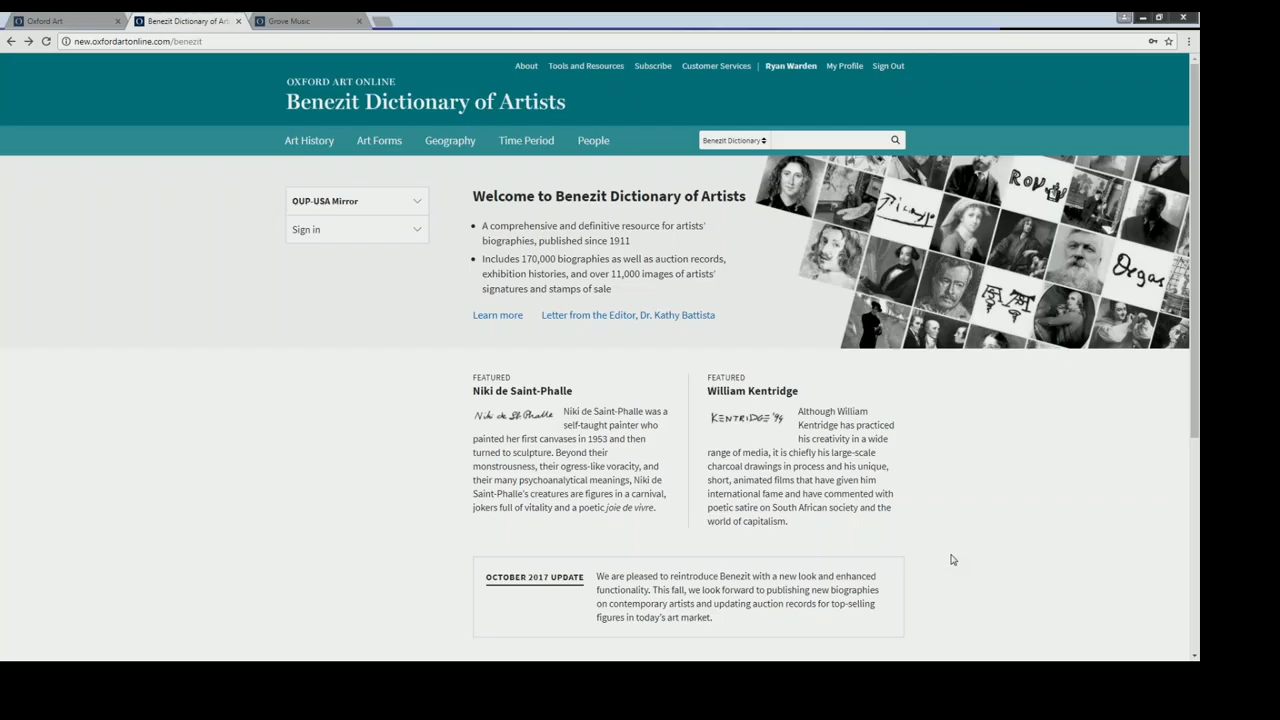 Oxford Art
Benezit Dictionary of Art
Grove Music
new.oxfordartonline.com/benezit
About Tools and Resources Subscribe Customer Services | Ryan Warden My Profile Sign Out
OXFORD ART ONLINE
Benezit Dictionary of Artists
Art History Art Forms Geography Time Period People
Benezit Dictionary
OUP-USA Mirror
Sign in
Welcome to Benezit Dictionary of Artists
• A comprehensive and definitive resource for artists'
biographies, published since 1911
• Includes 170,000 biographies as well as auction records,
exhibition histories, and over 11,000 images of artists'
signatures and stamps of sale
Learn more Letter from the Editor, Dr. Kathy Battista
Picasso
Degas
FEATURED
Niki de Saint-Phalle
Niki de St. Phalle
Niki de Saint-Phalle was a
self-taught painter who
painted her first canvases in 1953 and then
turned to sculpture. Beyond their
monstrousness, their ogress-like voracity, and
their many psychoanalytical meanings, Niki de
Saint-Phalle's creatures are figures in a carnival,
jokers full of vitality and a poetic joie de vivre.
FEATURED
William Kentridge
KENTRIDGE '94
Although William
Kentridge has practiced
his creativity in a wide
range of media, it is chiefly his large-scale
charcoal drawings in process and his unique,
short, animated films that have given him
international fame and have commented with
poetic satire on South African society and the
world of capitalism.
OCTOBER 2017 UPDATE
We are pleased to reintroduce Benezit with a new look and enhanced
functionality. This fall, we look forward to publishing new biographies
on contemporary artists and updating auction records for top-selling
figures in today's art market.